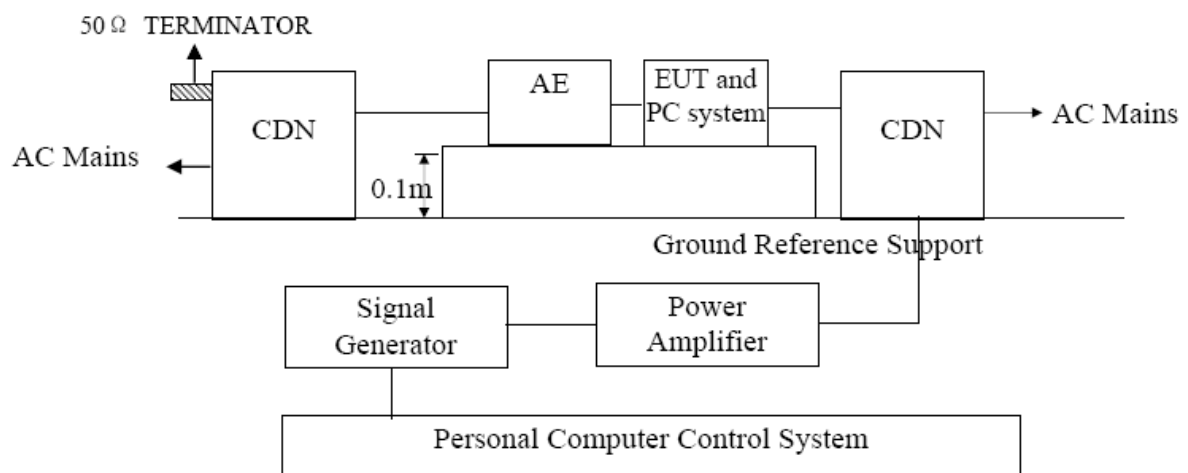 50Ω TERMINATOR
AE
EUT and
PC system
CDN
CDN
AC Mains
AC Mains
0.1m
Ground Reference Support
Signal
Generator
Power
Amplifier
Personal Computer Control System